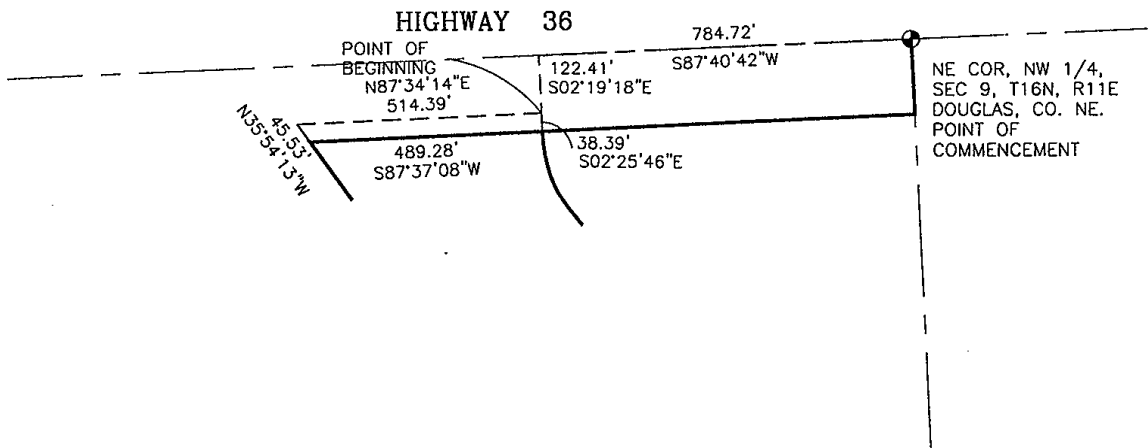 HIGHWAY 36
POINT OF
BEGINNING
N87°34'14"E
514.39'
784.72'
S87°40'42"W
122.41'
S02°19'18"E
NE COR, NW 1/4,
SEC 9, T16N, R11E
DOUGLAS, CO. NE.
POINT OF
COMMENCEMENT
45.53'
N35°54'13"W
489.28'
S87°37'08"W
38.39'
S02°25'46"E